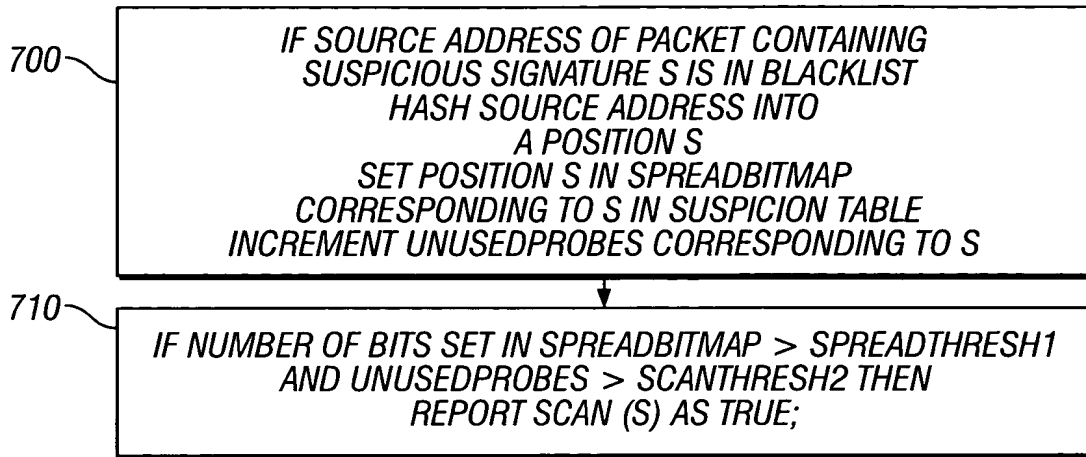 700
IF SOURCE ADDRESS OF PACKET CONTAINING
SUSPICIOUS SIGNATURE S IS IN BLACKLIST
HASH SOURCE ADDRESS INTO
A POSITION S
SET POSITION S IN SPREADBITMAP
CORRESPONDING TO S IN SUSPICION TABLE
INCREMENT UNUSEDPROBES CORRESPONDING TO S
710
IF NUMBER OF BITS SET IN SPREADBITMAP > SPREADTHRESH1
AND UNUSEDPROBES > SCANTHRESH2 THEN
REPORT SCAN (S) AS TRUE;